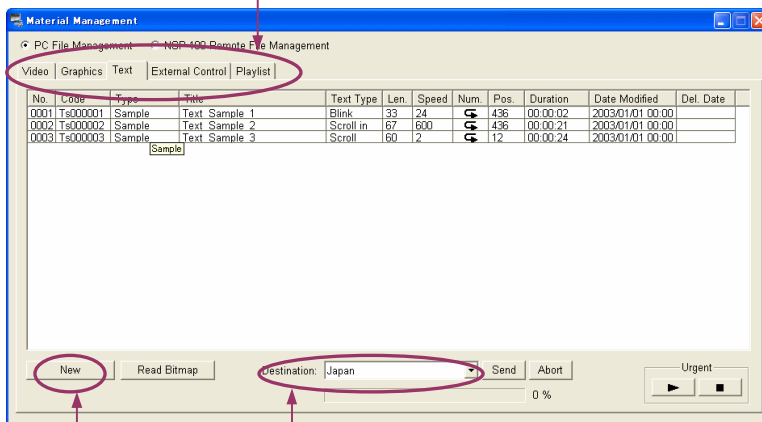 Material Management
PC File Management NSP-100 Remote File Management
Video Graphics Text External Control Playlist
No. Code Type Title Text Type Len. Speed Num. Pos. Duration Date Modified Del. Date
0001 Ts000001 Sample Text Sample 1 Blink 33 24 436 00:00:02 2003/01/01 00:00
0002 Ts000002 Sample Text Sample 2 Scroll in 67 600 436 00:00:21 2003/01/01 00:00
0003 Ts000003 Sample Text Sample 3 Scroll 60 2 12 00:00:24 2003/01/01 00:00
Sample
New Read Bitmap Destination: Japan Send Abort Urgent
0 %